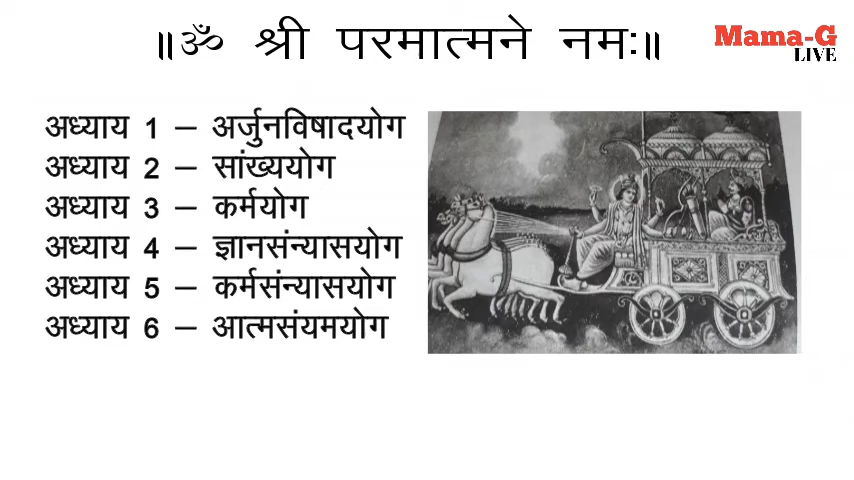 ॥ॐ श्री परमात्मने नमः॥
Mama-G
LIVE
अध्याय 1 – अर्जुनविषादयोग
अध्याय 2 – सांख्ययोग
अध्याय 3 – कर्मयोग
अध्याय 4 – ज्ञानसंन्यासयोग
अध्याय 5 – कर्मसंन्यासयोग
अध्याय 6 – आत्मसंयमयोग